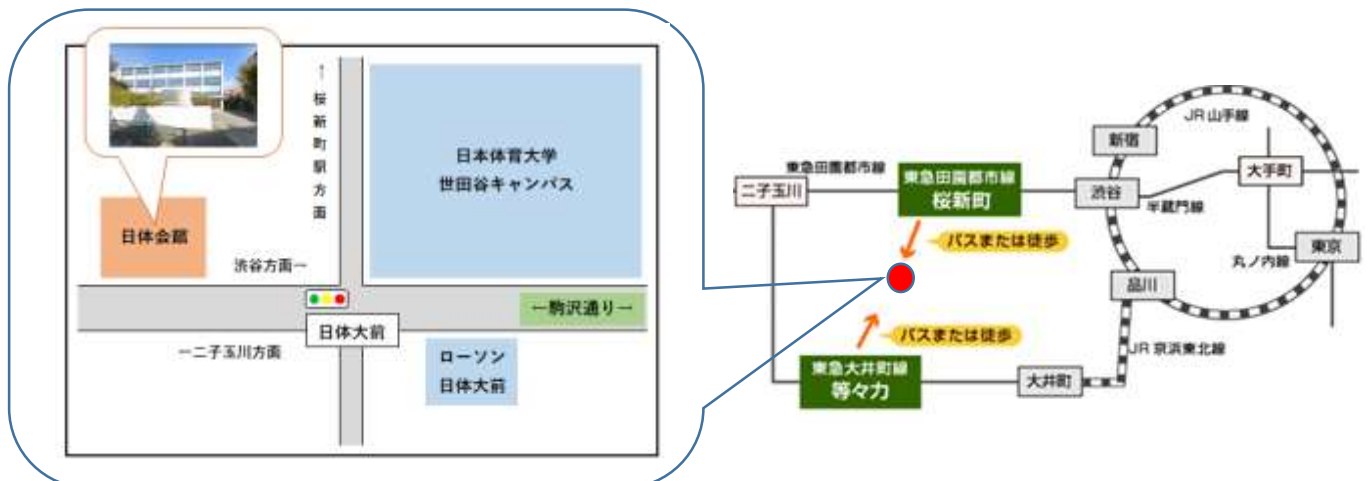 ↑桜新町駅方面
日本体育大学
世田谷キャンパス
日体会館
渋谷方面→
←駒沢通り→
日体大前
←二子玉川方面
ローソン
日体大前
JR山手線
新宿
東急田園都市線
大手町
二子玉川
東急田園都市線
桜新町
渋谷
半蔵門線
バスまたは徒歩
東京
丸ノ内線
品川
バスまたは徒歩
JR京浜東北線
東急大井町線
等々力
大井町